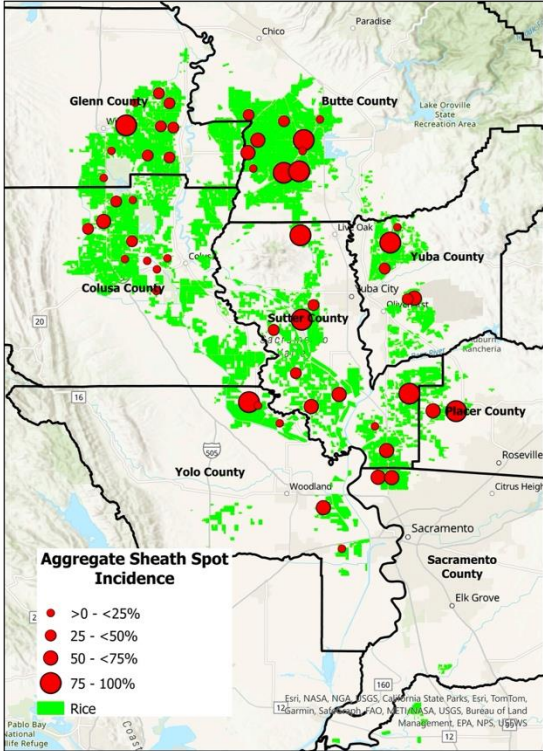 Paradise
Chico
Glenn County
Butte County
Lake Oroville
State
Recreation Area
Live Oak
Yuba County
Colusa County
Yuba City
Sutter County
20
16
Placer County
505
Roseville
Yolo County
Woodland
Citrus Heigh
Sacramento
Sacramento
County
Elk Grove
Aggregate Sheath Spot
Incidence
>0 - <25%
25 - <50%
50 - <75%
75 - 100%
Rice
160
12
12
Esri, NASA, NGA, USGS, California State Parks, Esri, TomTom,
Garmin, SafeGraph, FAO, METI/NASA, USGS, Bureau of Land
Management, EPA, NPS, USFWS
Pablo Bay
National
life Refuge
Coast